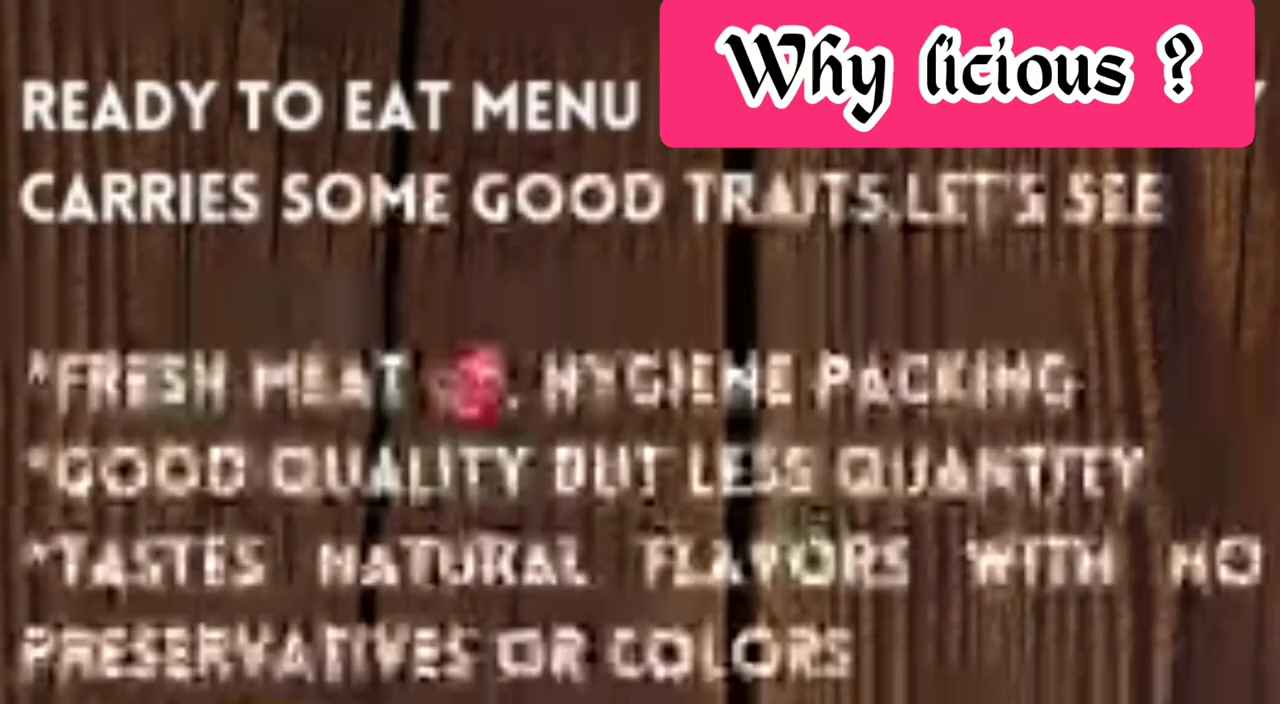 Why licious ?
READY TO EAT MENU
CARRIES SOME GOOD TRAITS.LET'S SEE
*FRESH MEAT , HYGIENE PACKING
*GOOD QUALITY BUT LESS QUANTITY
*TASTES NATURAL FLAVORS WITH NO
PRESERVATIVES OR COLORS